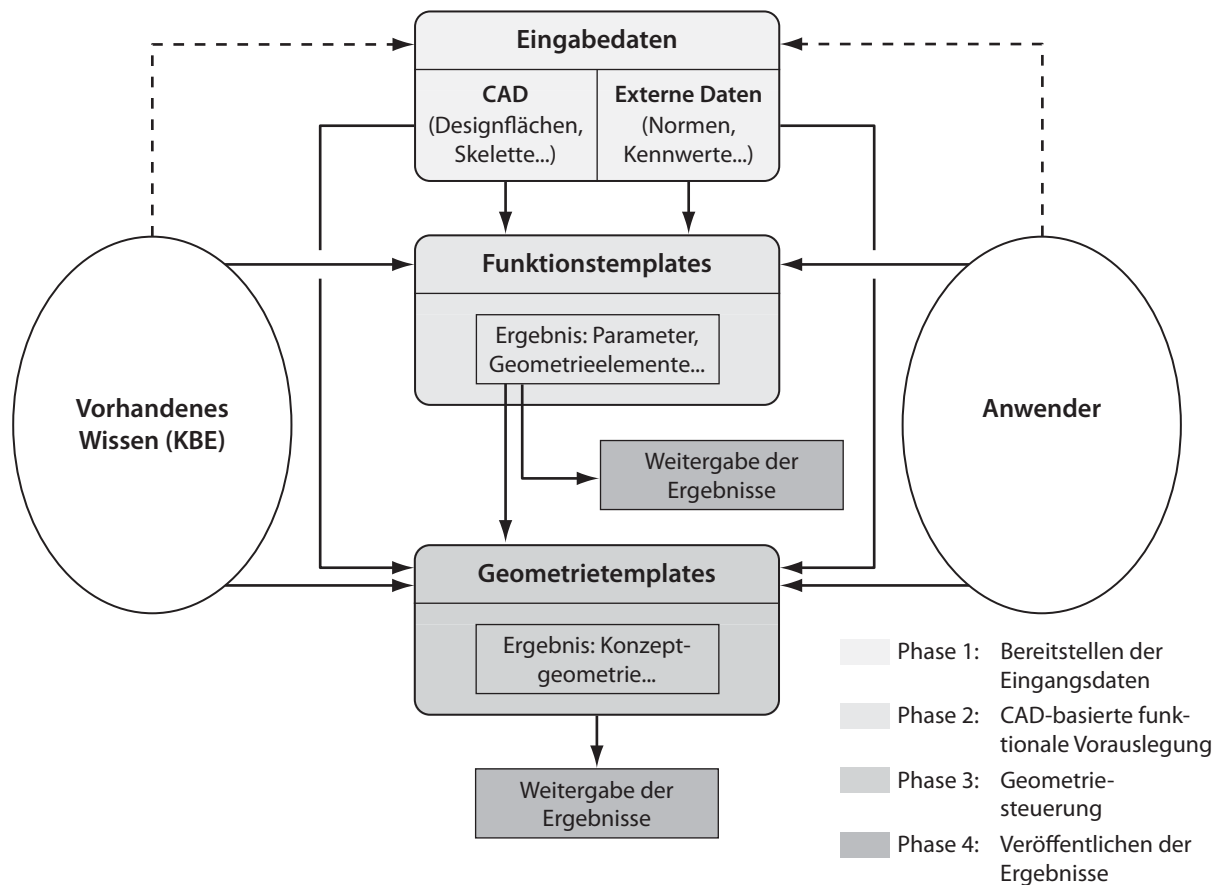 Eingabedaten
CAD
(Designflächen,
Skelette...)
Externe Daten
(Normen,
Kennwerte...)
Funktionstemplates
Ergebnis: Parameter,
Geometrieelemente...
Vorhandenes
Wissen (KBE)
Anwender
Weitergabe der
Ergebnisse
Geometrietemplates
Ergebnis: Konzept-
geometrie...
Weitergabe der
Ergebnisse
Phase 1: Bereitstellen der
Eingangsdaten
Phase 2: CAD-basierte funk-
tionale Vorauslegung
Phase 3: Geometrie-
steuerung
Phase 4: Veröffentlichen der
Ergebnisse